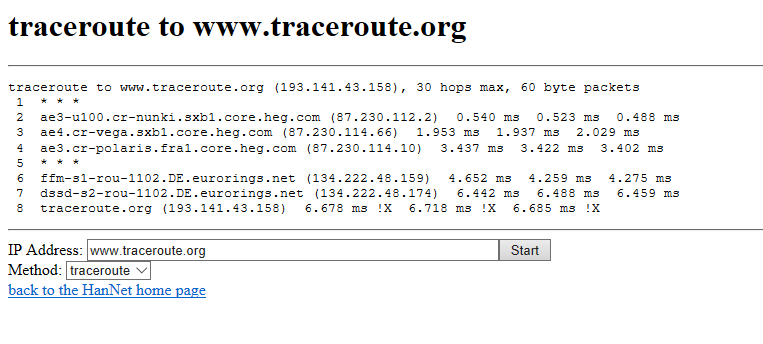 traceroute to www.traceroute.org
traceroute to www.traceroute.org (193.141.43.158), 30 hops max, 60 byte packets
1 * * *
2 ae3-u100.cr-nunki.sxb1.core.heg.com (87.230.112.2) 0.540 ms 0.523 ms 0.488 ms
3 ae4.cr-vega.sxb1.core.heg.com (87.230.114.66) 1.953 ms 1.937 ms 2.029 ms
4 ae3.cr-polaris.fra1.core.heg.com (87.230.114.10) 3.437 ms 3.422 ms 3.402 ms
5 * * *
6 ffm-s1-rou-1102.DE.eurorings.net (134.222.48.159) 4.652 ms 4.259 ms 4.275 ms
7 dssd-s2-rou-1102.DE.eurorings.net (134.222.48.174) 6.442 ms 6.488 ms 6.459 ms
8 traceroute.org (193.141.43.158) 6.678 ms !X 6.718 ms !X 6.685 ms !X
IP Address: www.traceroute.org Start
Method: traceroute
back to the HanNet home page